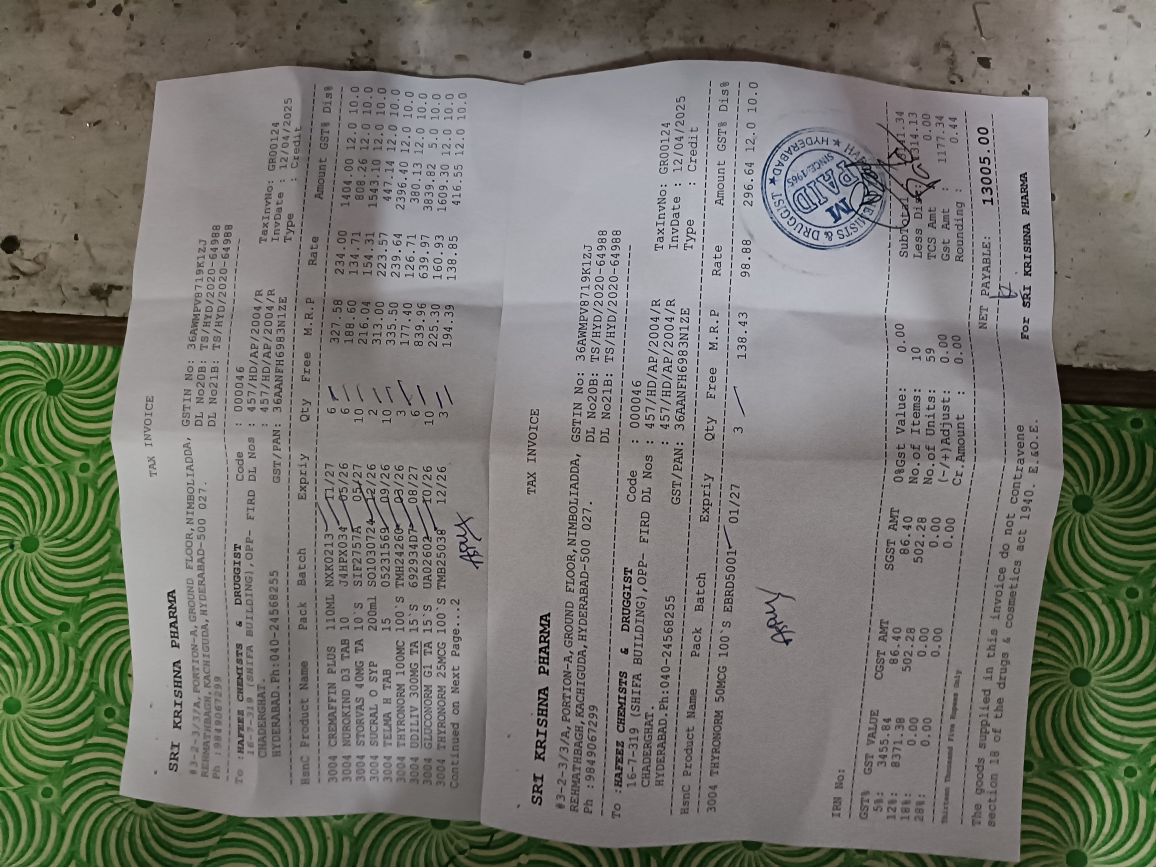 TAX INVOICE
SRI KRISHNA PHARMA
#3-2-3/3/A,PORTION-A,GROUND FLOOR,NIMBOLIADDA, GSTIN No: 36AWMPV8719K1ZJ
REHMATHBAGH,KACHIGUDA,HYDERABAD-500 027. DL No20B: TS/HYD/2020-64988
Ph :9849067299 DL No21B: TS/HYD/2020-64988
To :HAFEEZ CHEMISTS & DRUGGIST Code : 000046
16-7-319 (SHIFA BUILDING),OPP- FIRD DL Nos : 457/HD/AP/2004/R TaxInvNo: GR00124
CHADERGHAT. : 457/HD/AP/2004/R InvDate : 12/04/2025
HYDERABAD.Ph:040-24568255 GST/PAN: 36AANFH6983N1ZE Type : Credit
HsnC Product Name Pack Batch Expriy Qty Free M.R.P Rate Amount GST% Dis%
3004 CREMAFFIN PLUS 110ML NXK0213 11/27 6 327.58 234.00 1404.00 12.0 10.0
3004 NUROKIND D3 TAB 10 J4HPX034 05/26 6 188.60 134.71 808.26 12.0 10.0
3004 STORVAS 40MG TA 10`S SIF2757A 05/27 10 216.04 154.31 1543.10 12.0 10.0
3004 SUCRAL O SYP 200ml SO1030724 12/26 2 313.00 223.57 447.14 12.0 10.0
3004 TELMA H TAB 15 05231569 09/26 10 335.50 239.64 2396.40 12.0 10.0
3004 THYRONORM 100MC 100`S TMH24260 03/26 3 177.40 126.71 380.13 12.0 10.0
3004 UDILIV 300MG TA 15`S 692934D7 08/27 6 839.96 639.97 3839.82 5.0 10.0
3004 GLUCONORM G1 TA 15`S UA02602 10/26 10 225.30 160.93 1609.30 12.0 10.0
3004 THYRONORM 25MCG 100`S TMB25038 12/26 3 194.39 138.85 416.55 12.0 10.0
Continued on Next Page...2
TAX INVOICE
SRI KRISHNA PHARMA
#3-2-3/3/A,PORTION-A,GROUND FLOOR,NIMBOLIADDA, GSTIN No: 36AWMPV8719K1ZJ
REHMATHBAGH,KACHIGUDA,HYDERABAD-500 027. DL No20B: TS/HYD/2020-64988
Ph :9849067299 DL No21B: TS/HYD/2020-64988
To :HAFEEZ CHEMISTS & DRUGGIST Code : 000046
16-7-319 (SHIFA BUILDING),OPP- FIRD DL Nos : 457/HD/AP/2004/R TaxInvNo: GR00124
CHADERGHAT. : 457/HD/AP/2004/R InvDate : 12/04/2025
HYDERABAD.Ph:040-24568255 GST/PAN: 36AANFH6983N1ZE Type : Credit
HsnC Product Name Pack Batch Expriy Qty Free M.R.P Rate Amount GST% Dis%
3004 THYRONORM 50MCG 100`S EBRD5001 01/27 3 138.43 98.88 296.64 12.0 10.0
PAID
SINCE-1965
HYDERABAD
IRN No:
GST% GST VALUE CGST AMT SGST AMT 0%Gst Value: 0.00
5%: 3455.84 86.40 86.40 No.of Items: 10 Less Dis
12%: 8371.38 502.28 502.28 No.of Units: 59 TCS Amt : 0.00
18%: 0.00 0.00 0.00 (-/+)Adjust: 0.00 Gst Amt : 1177.34
28%: 0.00 0.00 0.00 Cr.Amount : 0.00 Rounding : 0.44
Thirteen Thousand Five Rupees Only
NET PAYABLE: 13005.00
The goods supplied in this invoice do not contravene
section 18 of the drugs & cosmetics act 1940. E.&O.E. For SRI KRISHNA PHARMA